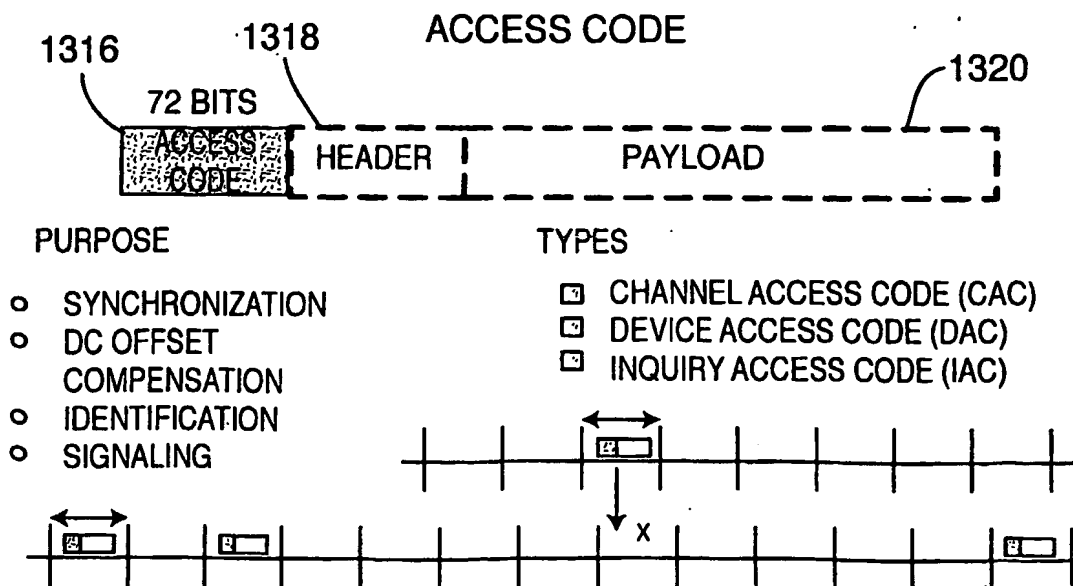 ACCESS CODE
1316
1318
1320
72 BITS
ACCESS
CODE
HEADER
PAYLOAD
PURPOSE
SYNCHRONIZATION
DC OFFSET
COMPENSATION
IDENTIFICATION
SIGNALING
TYPES
CHANNEL ACCESS CODE (CAC)
DEVICE ACCESS CODE (DAC)
INQUIRY ACCESS CODE (IAC)
X